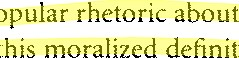 opular rhetoric about
this moralized definit